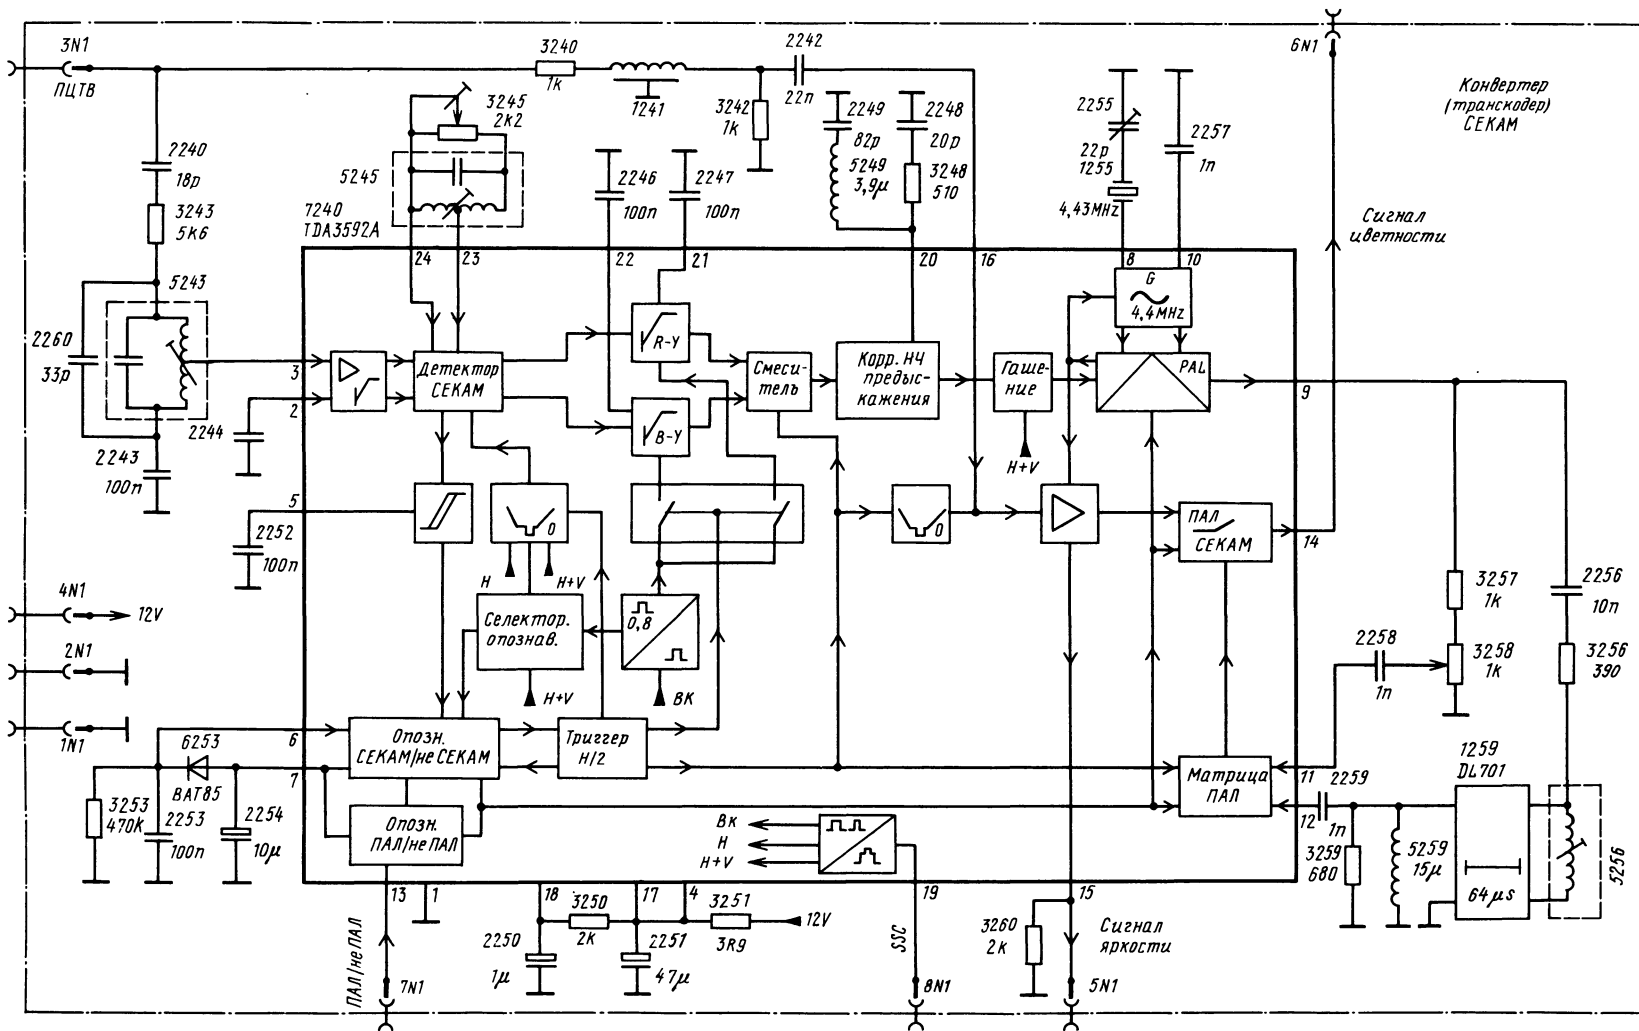 3N1
ПЦТВ
3240
1k
1241
2242
22n
3242
1k
3245
2k2
5245
2246
100n
2247
100n
2249
82p
5249
3,9µ
2248
20p
3248
510
2255
22p
1255
4,43MHz
2257
1n
6N1
Конвертер
(транскодер)
СЕКАМ
Сигнал
цветности
2240
18p
3243
5k6
5243
2260
33p
2243
100n
2244
7240
TDA3592A
24
23
22
21
20
16
8
10
3
2
5
6
7
9
14
11
12
Детектор
СЕКАМ
R-Y
B-Y
Смеси-
тель
Корр. НЧ
предыс-
кажения
Гаше-
ние
H+V
G
4,4MHz
PAL
2252
100n
0
H
H+V
Селектор.
опознав.
H+V
0,8
ВК
0
ПАЛ
СЕКАМ
4N1
12V
2N1
1N1
6253
BAT85
3253
470k
2253
100n
2254
10µ
Опозн.
СЕКАМ/не СЕКАМ
Триггер
H/2
Опозн.
ПАЛ/не ПАЛ
Матрица
ПАЛ
Вк
H
H+V
3257
1k
3258
1k
2258
1n
2256
10n
3256
390
1259
DL701
64µs
2259
1n
3259
680
5259
15µ
5256
13
1
18
17
4
19
15
3250
2k
3251
3R9
12V
2250
1µ
2251
47µ
ПАЛ/не ПАЛ
7N1
SSC
8N1
3260
2k
Сигнал
яркости
5N1